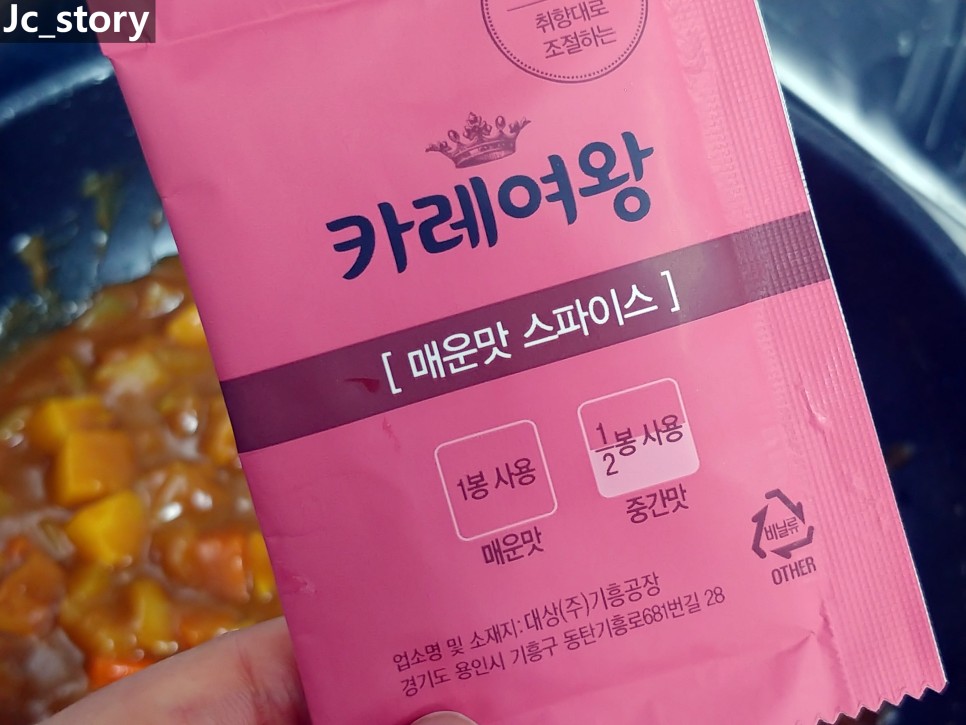 Jc_story
취향대로
조절하는
카레여왕
[ 매운맛 스파이스 ]
1봉 사용
매운맛
1/2봉 사용
중간맛
비닐류
OTHER
업소명 및 소재지: 대상(주)기흥공장
경기도 용인시 기흥구 동탄기흥로681번길 28